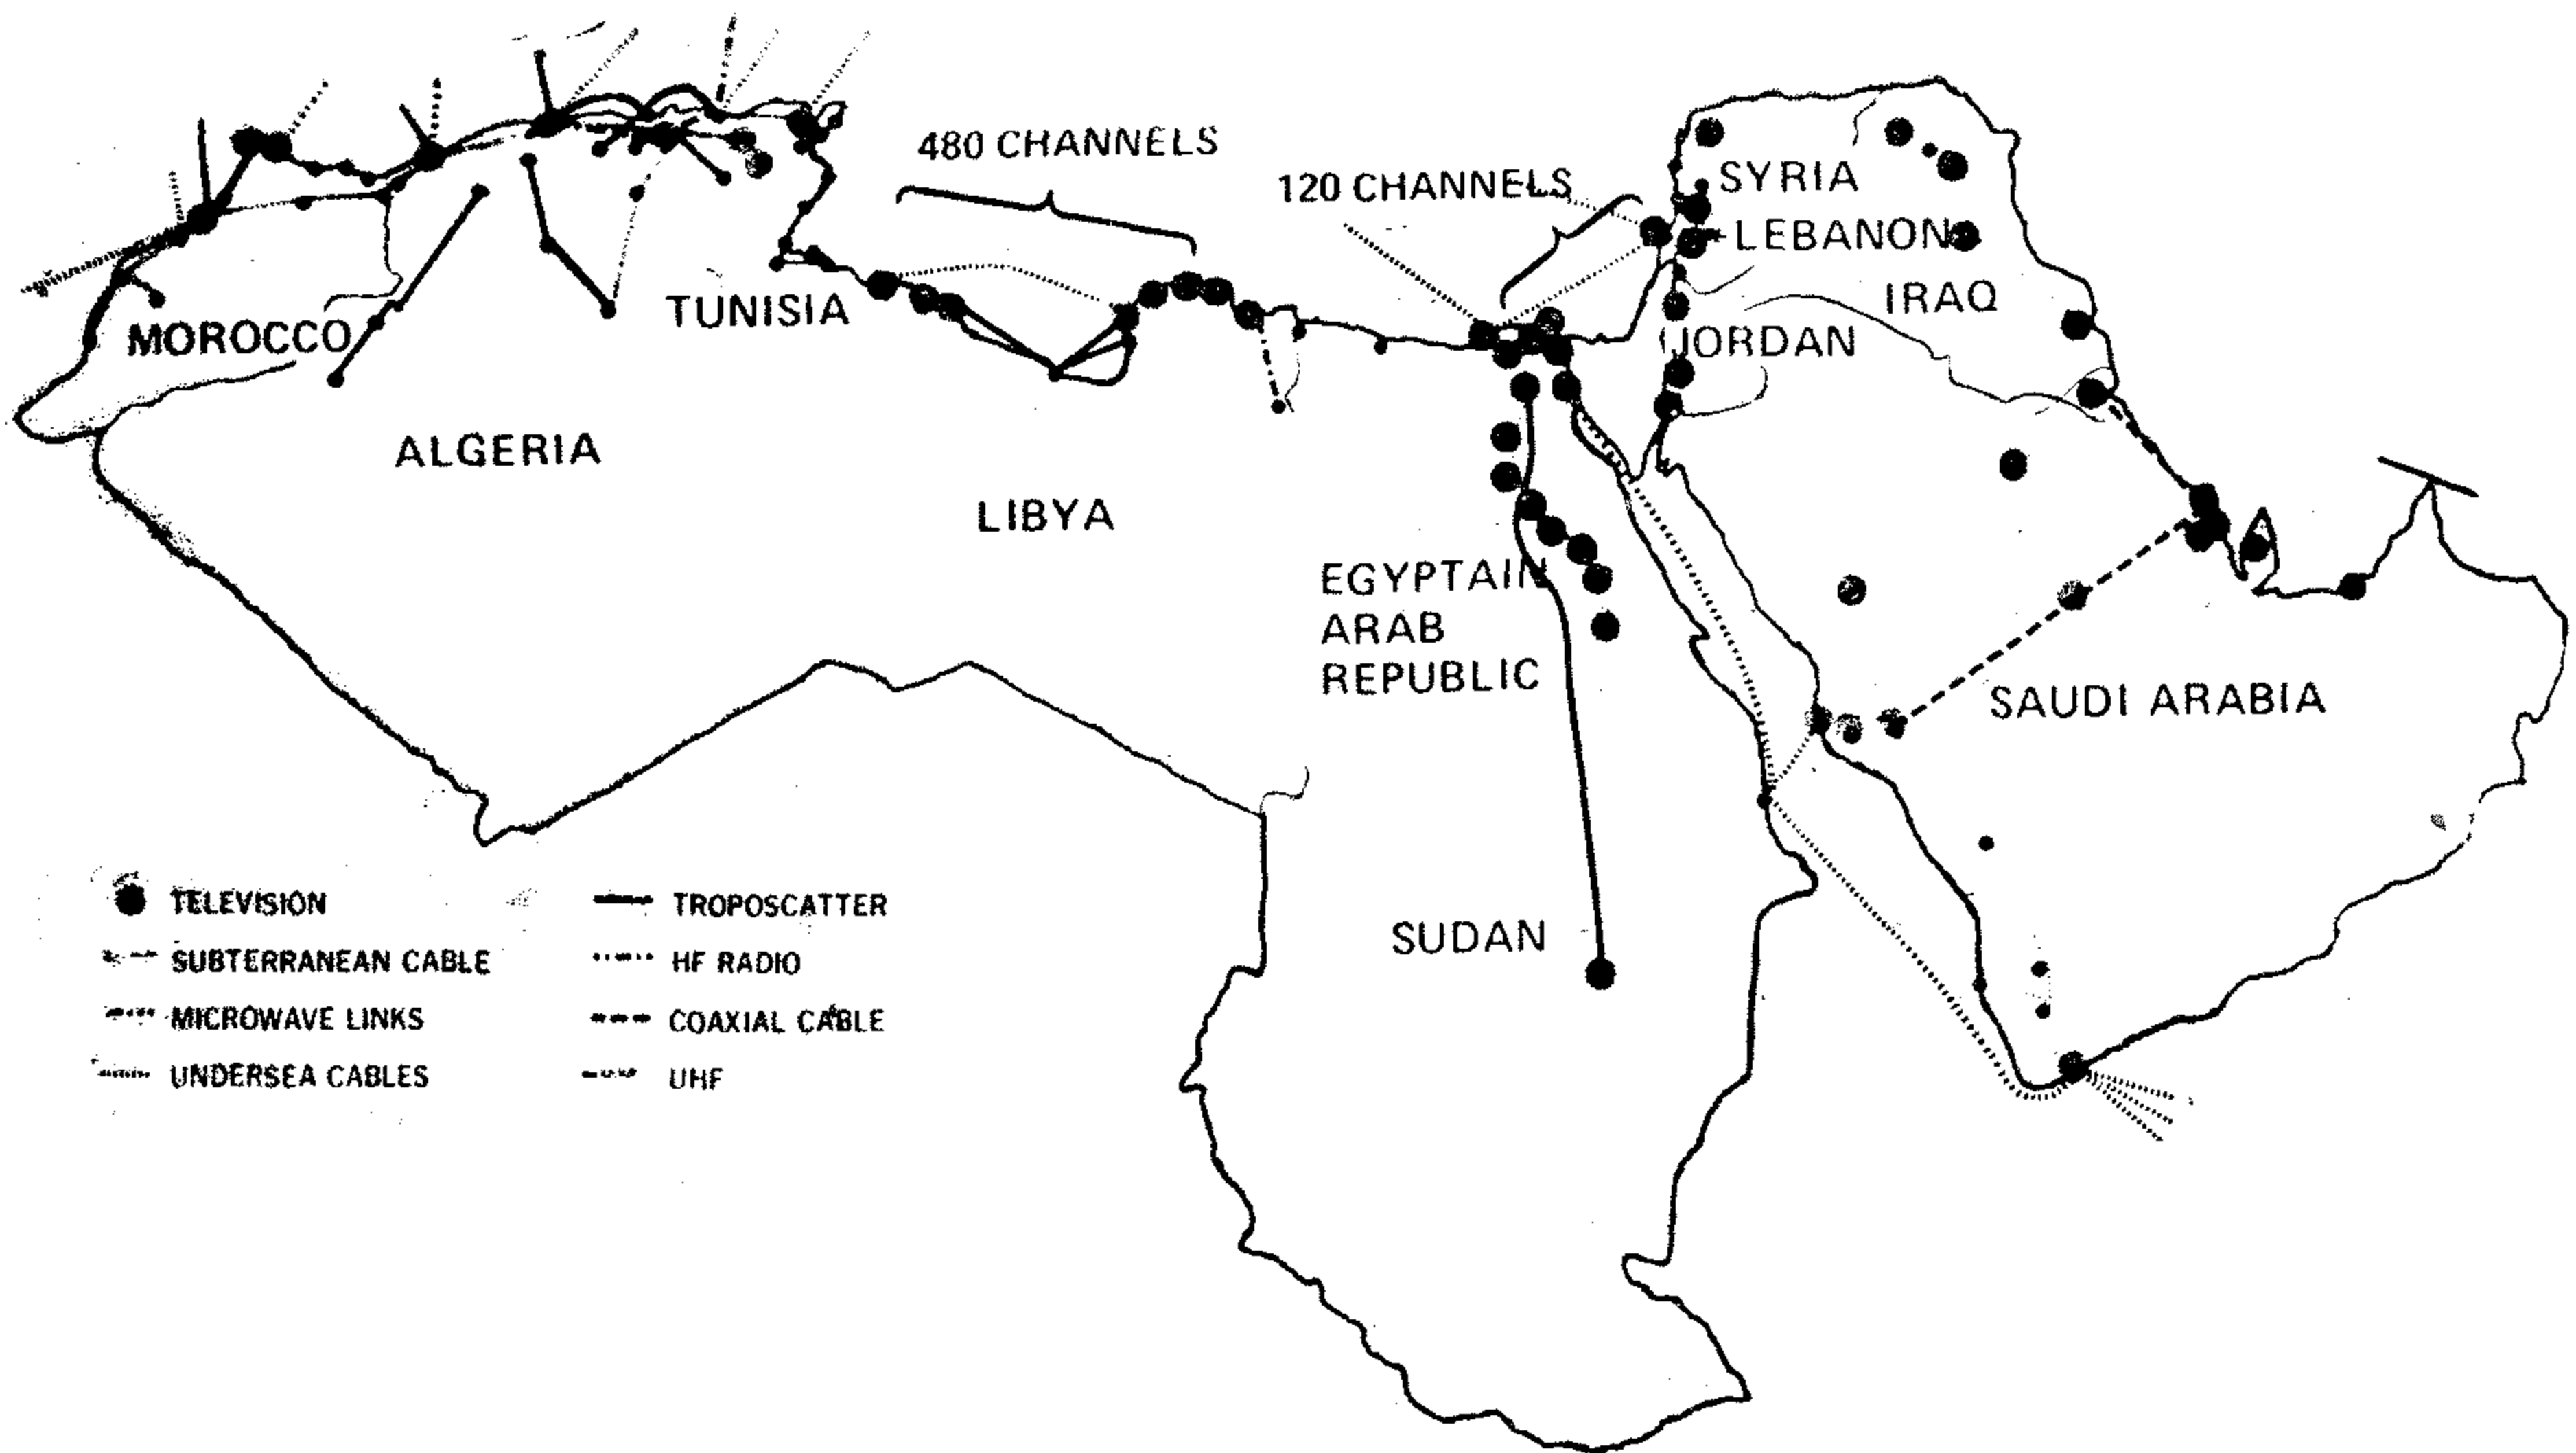 480 CHANNELS
120 CHANNELS
SYRIA
LEBANON
IRAQ
JORDAN
TUNISIA
MOROCCO
ALGERIA
LIBYA
EGYPTAIN
ARAB
REPUBLIC
SAUDI ARABIA
SUDAN
TELEVISION
SUBTERRANEAN CABLE
MICROWAVE LINKS
UNDERSEA CABLES
TROPOSCATTER
HF RADIO
COAXIAL CABLE
UHF